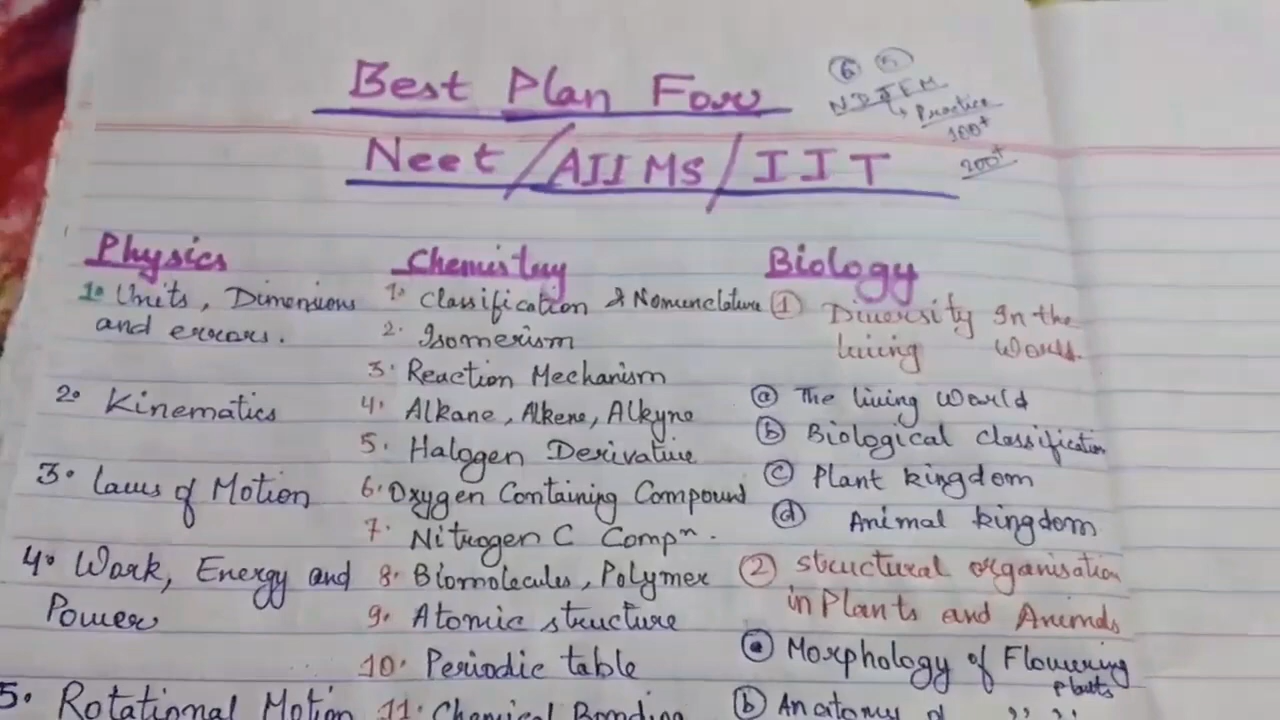 Best Plan For
Neet / AIIMS / IIT
6 5
NDJFM
Practice
100+
200+
Physics
1. Units, Dimensions
and errors.
2. Kinematics
3. Laws of Motion
4. Work, Energy and
Power
5. Rotational Motion
Chemistry
1. Classification & Nomenclature
2. Isomerism
3. Reaction Mechanism
4. Alkane, Alkene, Alkyne
5. Halogen Derivative
6. Oxygen Containing Compound
7. Nitrogen C Compn.
8. Biomolecules, Polymer
9. Atomic structure
10. Periodic table
11. Chemical Bonding
Biology
① Diversity In the
living World.
ⓐ The living World
ⓑ Biological classification
ⓒ Plant kingdom
ⓓ Animal kingdom
② Structural organisation
in Plants and Animals
ⓐ Morphology of Flowering
Plants
ⓑ Anatomy of " "